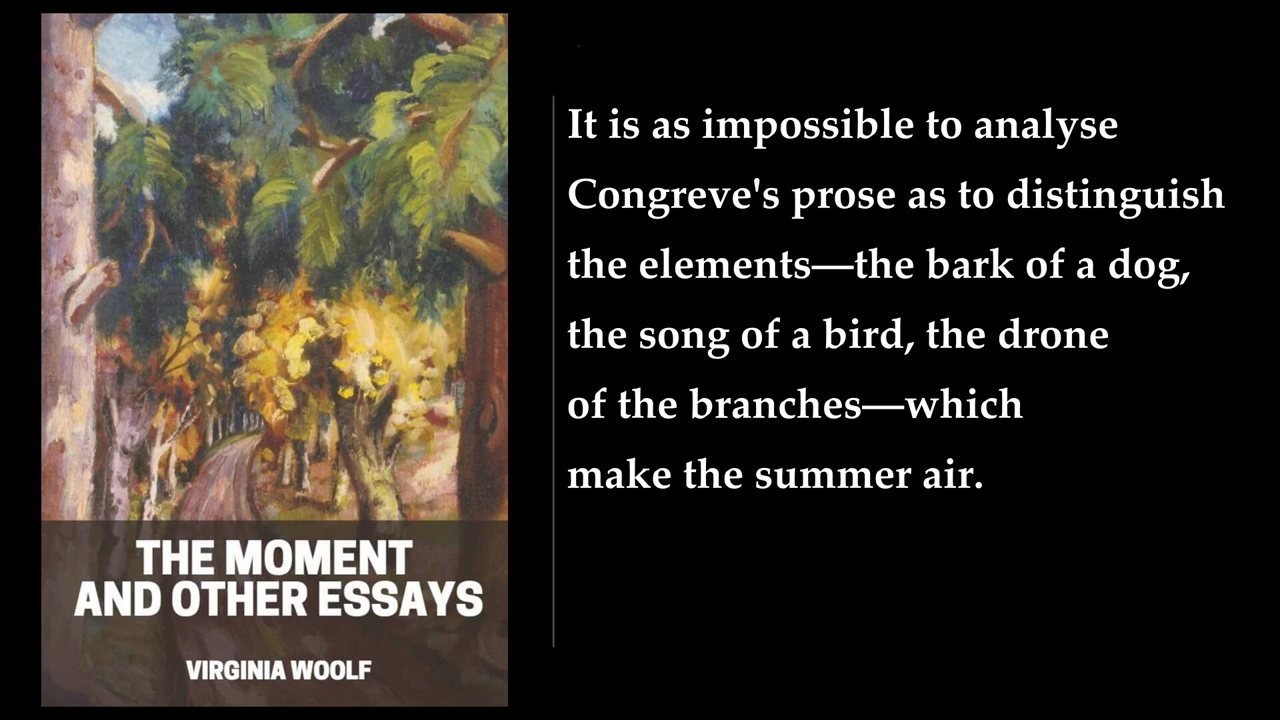 THE MOMENT
AND OTHER ESSAYS
VIRGINIA WOOLF
It is as impossible to analyse
Congreve's prose as to distinguish
the elements—the bark of a dog,
the song of a bird, the drone
of the branches—which
make the summer air.